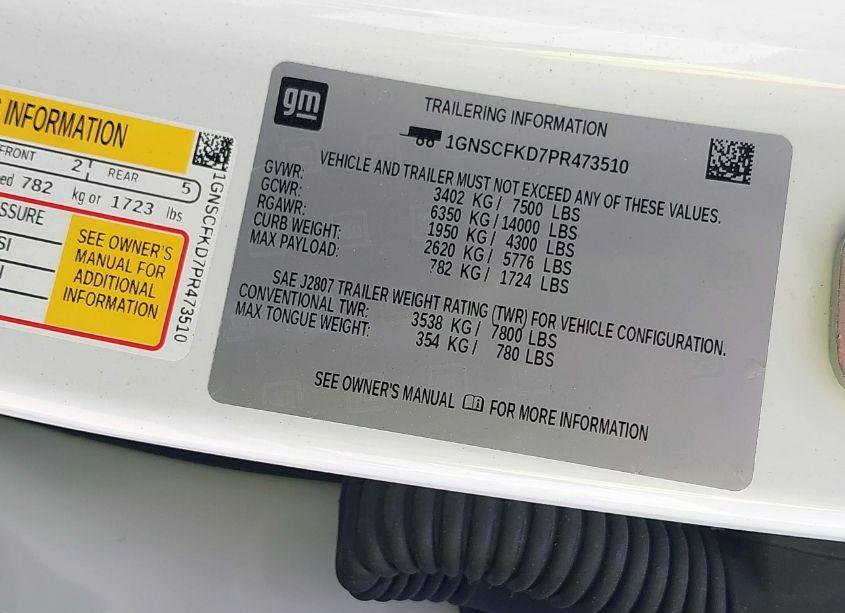 INFORMATION
FRONT 2 REAR 5
782 kg or 1723 lbs
SEE OWNER'S
MANUAL FOR
ADDITIONAL
INFORMATION
1GNSCFKD7PR473510
gm
TRAILERING INFORMATION
1GNSCFKD7PR473510
VEHICLE AND TRAILER MUST NOT EXCEED ANY OF THESE VALUES.
GVWR: 3402 KG/ 7500 LBS
GCWR: 6350 KG/ 14000 LBS
RGAWR: 1950 KG/ 4300 LBS
CURB WEIGHT: 2620 KG/ 5776 LBS
MAX PAYLOAD: 782 KG/ 1724 LBS
SAE J2807 TRAILER WEIGHT RATING (TWR) FOR VEHICLE CONFIGURATION.
CONVENTIONAL TWR: 3538 KG/ 7800 LBS
MAX TONGUE WEIGHT: 354 KG/ 780 LBS
SEE OWNER'S MANUAL FOR MORE INFORMATION